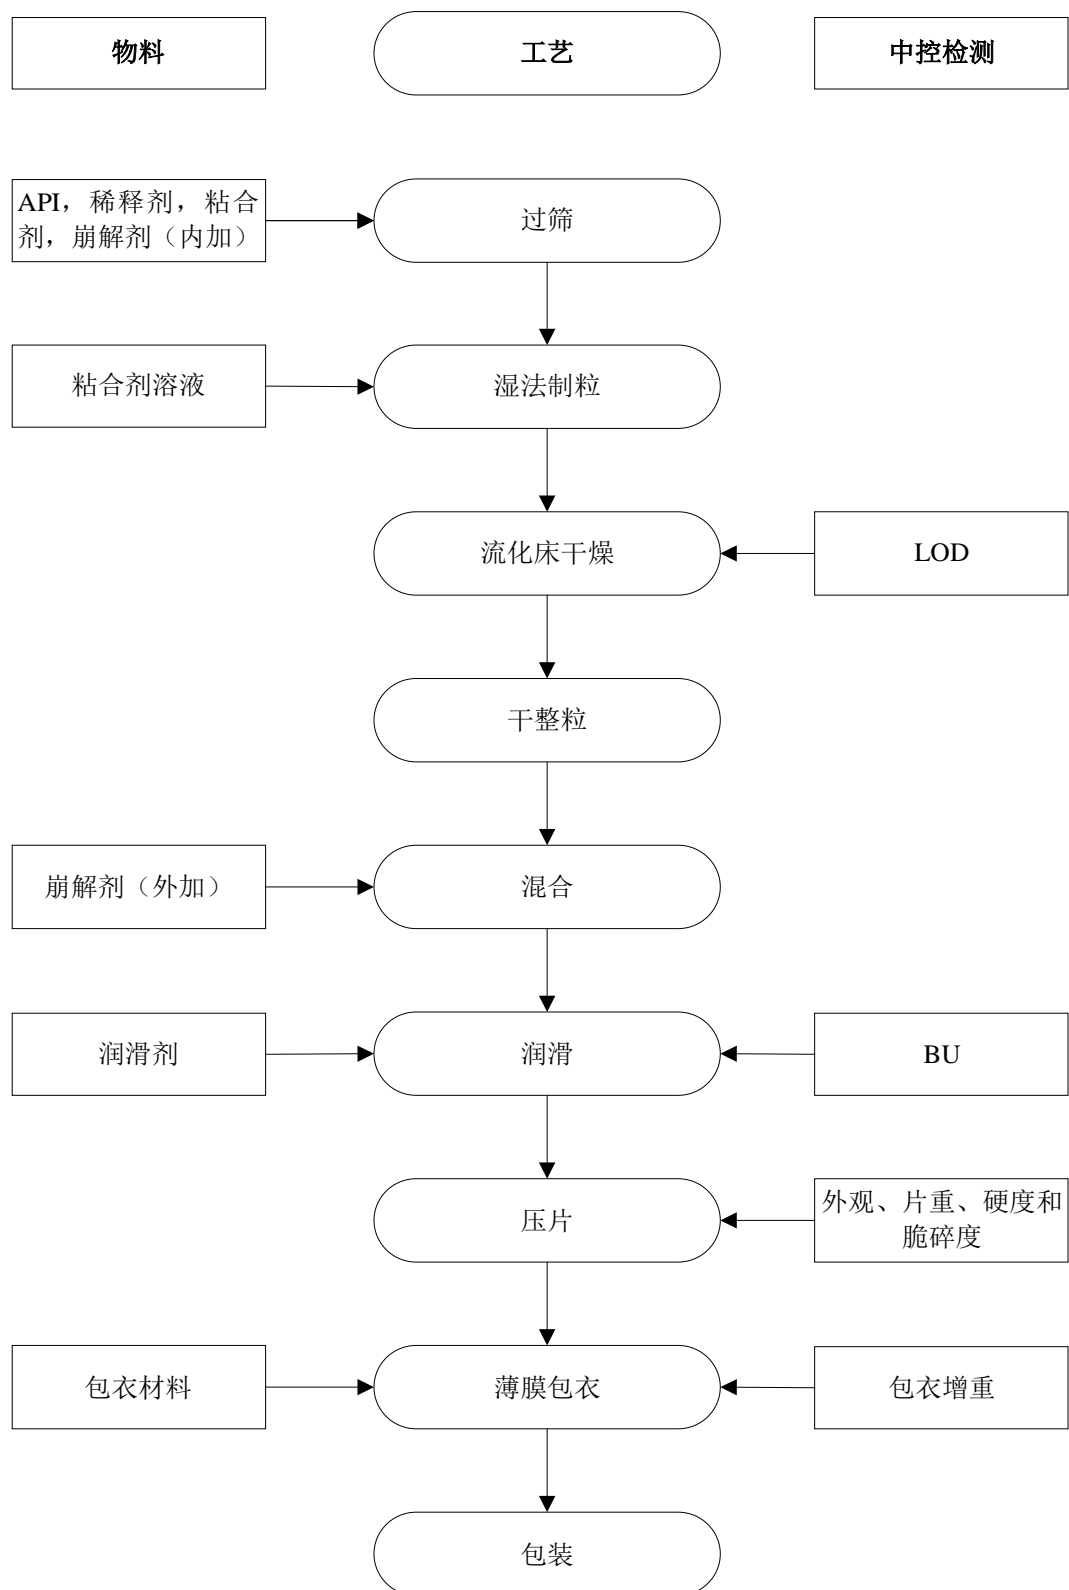 物料
工艺
中控检测
API，稀释剂，粘合
剂，崩解剂（内加）
过筛
粘合剂溶液
湿法制粒
流化床干燥
LOD
干整粒
崩解剂（外加）
混合
润滑剂
润滑
BU
压片
外观、片重、硬度和
脆碎度
包衣材料
薄膜包衣
包衣增重
包装